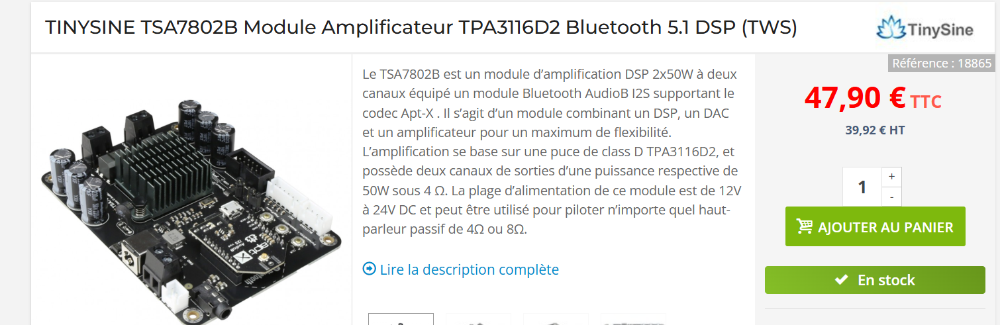 TINYSINE TSA7802B Module Amplificateur TPA3116D2 Bluetooth 5.1 DSP (TWS)
TinySine
Référence : 18865
Le TSA7802B est un module d’amplification DSP 2x50W à deux
canaux équipé un module Bluetooth AudioB I2S supportant le
codec Apt-X . Il s’agit d’un module combinant un DSP, un DAC
et un amplificateur pour un maximum de flexibilité.
L’amplification se base sur une puce de class D TPA3116D2, et
possède deux canaux de sorties d’une puissance respective de
50W sous 4 Ω. La plage d’alimentation de ce module est de 12V
à 24V DC et peut être utilisé pour piloter n’importe quel haut-
parleur passif de 4Ω ou 8Ω.
Lire la description complète
47,90 € TTC
39,92 € HT
1
+
-
AJOUTER AU PANIER
En stock
aptX
AudioB
I2S